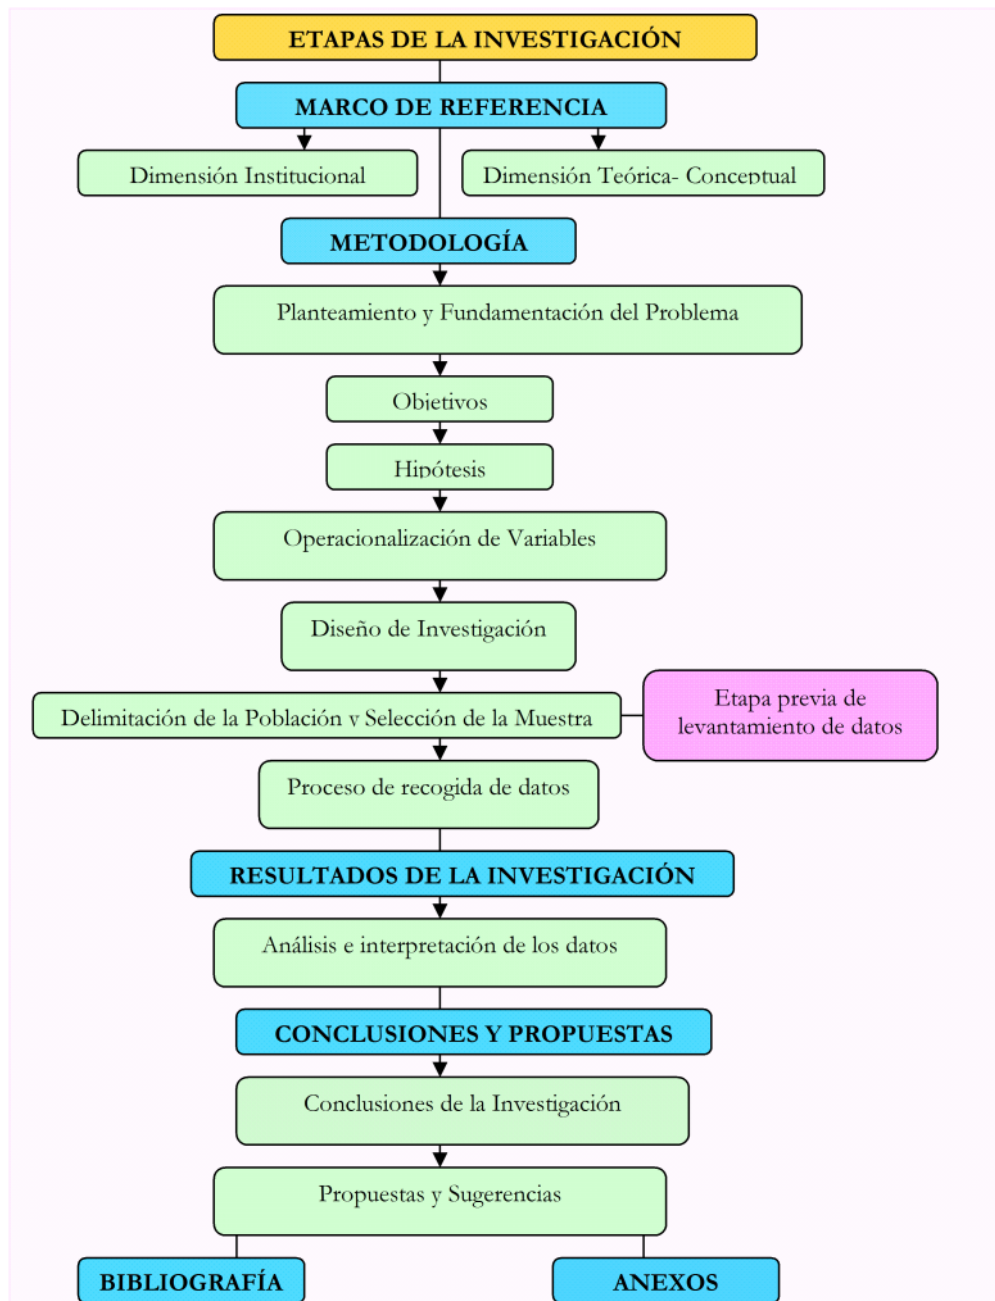 ETAPAS DE LA INVESTIGACIÓN
MARCO DE REFERENCIA
Dimensión Institucional
Dimensión Teórica- Conceptual
METODOLOGÍA
Planteamiento y Fundamentación del Problema
Objetivos
Hipótesis
Operacionalización de Variables
Diseño de Investigación
Delimitación de la Población y Selección de la Muestra
Etapa previa de
levantamiento de datos
Proceso de recogida de datos
RESULTADOS DE LA INVESTIGACIÓN
Análisis e interpretación de los datos
CONCLUSIONES Y PROPUESTAS
Conclusiones de la Investigación
Propuestas y Sugerencias
BIBLIOGRAFÍA
ANEXOS